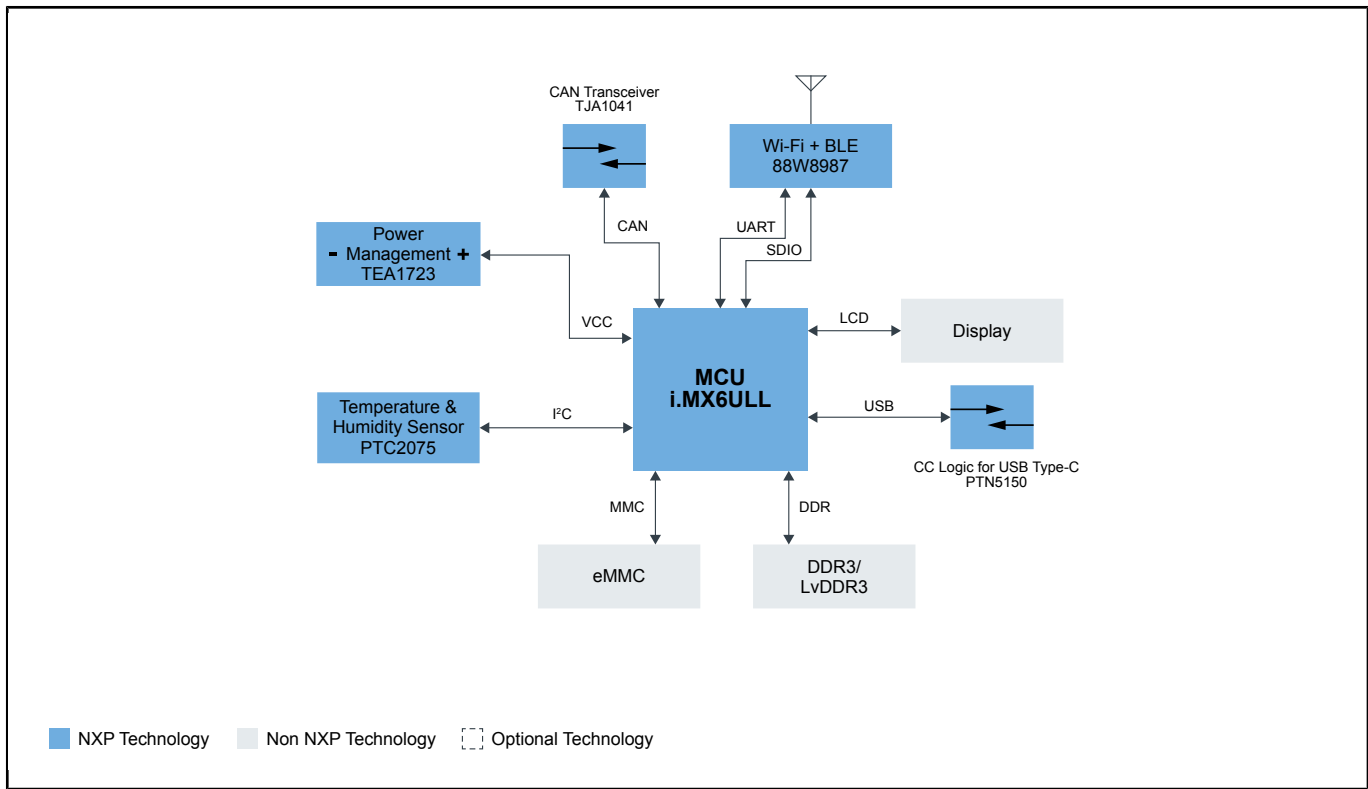 CAN Transceiver
TJA1041
Wi-Fi + BLE
88W8987
CAN
UART
SDIO
Power
- Management +
TEA1723
VCC
LCD
Display
MCU
i.MX6ULL
Temperature &
Humidity Sensor
PTC2075
I²C
USB
CC Logic for USB Type-C
PTN5150
MMC
DDR
eMMC
DDR3/
LvDDR3
NXP Technology
Non NXP Technology
Optional Technology